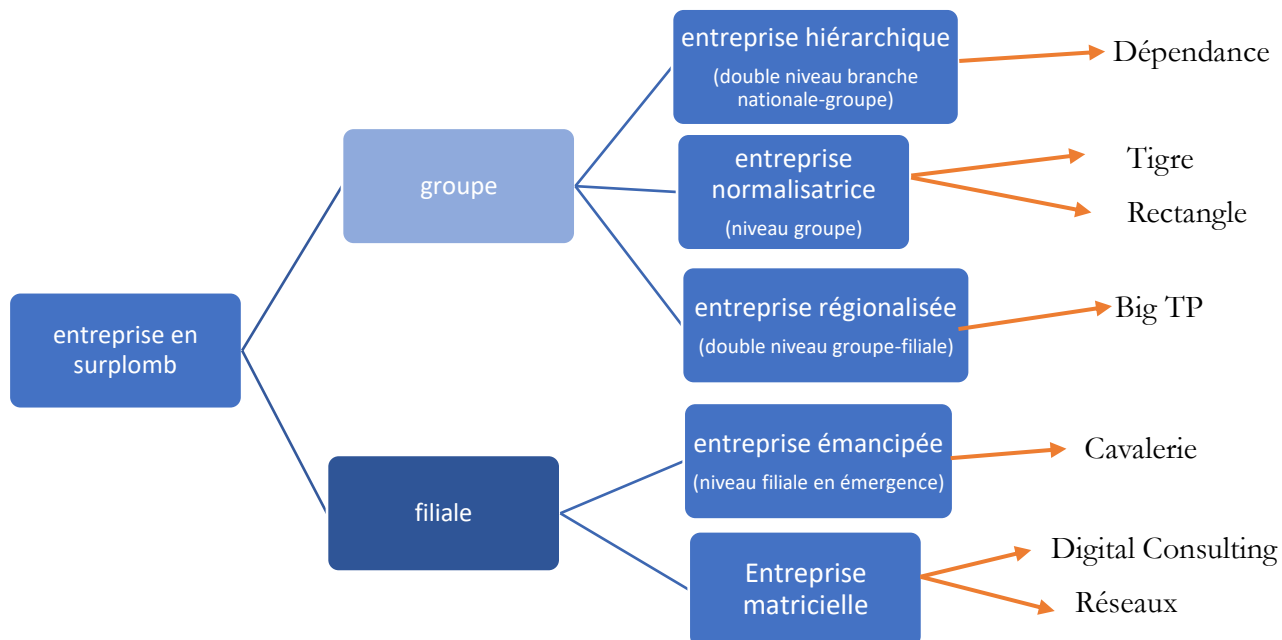 entreprise en
surplomb
groupe
filiale
entreprise hiérarchique
(double niveau branche
nationale-groupe)
Dépendance
entreprise
normalisatrice
(niveau groupe)
Tigre
Rectangle
entreprise régionalisée
(double niveau groupe-filiale)
Big TP
entreprise émancipée
(niveau filiale en émergence)
Cavalerie
Entreprise
matricielle
Digital Consulting
Réseaux